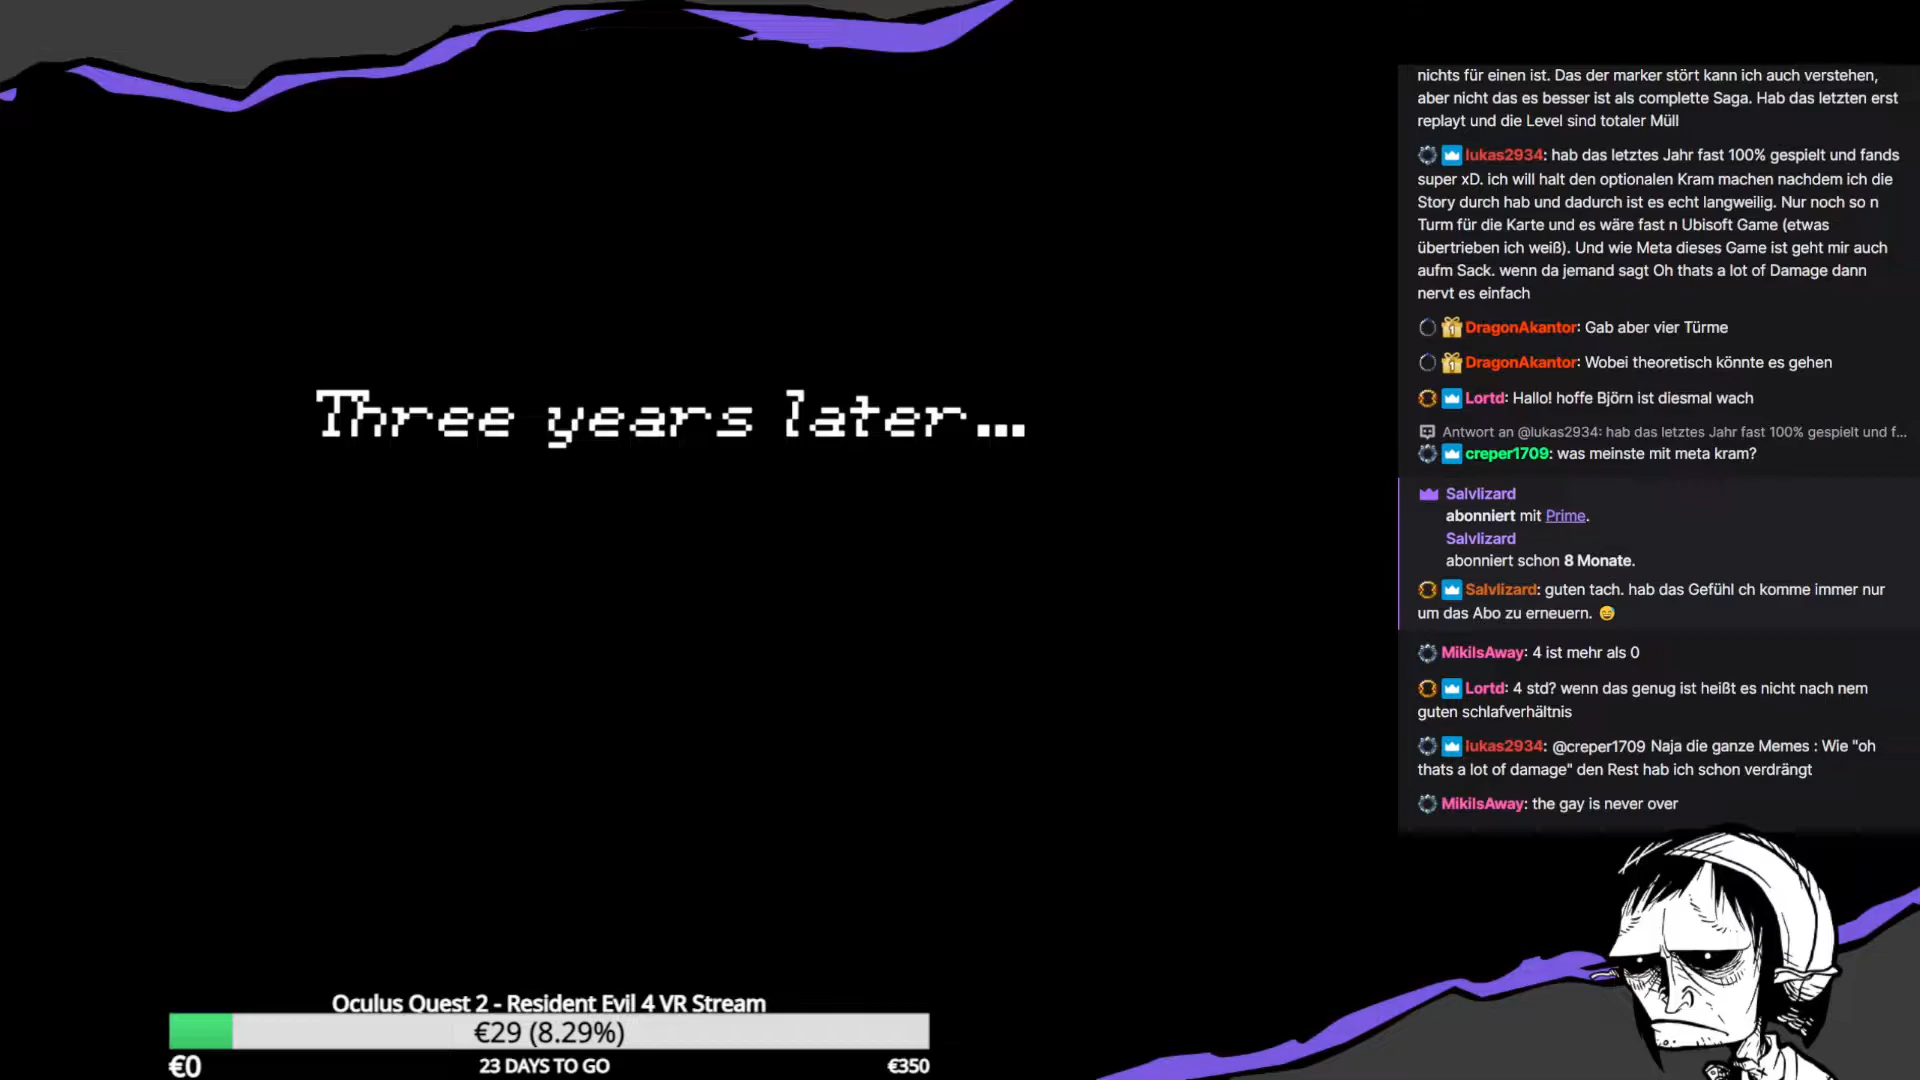 Three years later...
nichts für einen ist. Das der marker stört kann ich auch verstehen,
aber nicht das es besser ist als complette Saga. Hab das letzten erst
replayt und die Level sind totaler Müll
lukas2934: hab das letztes Jahr fast 100% gespielt und fands
super xD. ich will halt den optionalen Kram machen nachdem ich die
Story durch hab und dadurch ist es echt langweilig. Nur noch so n
Turm für die Karte und es wäre fast n Ubisoft Game (etwas
übertrieben ich weiß). Und wie Meta dieses Game ist geht mir auch
aufm Sack. wenn da jemand sagt Oh thats a lot of Damage dann
nervt es einfach
1 DragonAkantor: Gab aber vier Türme
1 DragonAkantor: Wobei theoretisch könnte es gehen
Lortd: Hallo! hoffe Björn ist diesmal wach
Antwort an @lukas2934: hab das letztes Jahr fast 100% gespielt und f...
creper1709: was meinste mit meta kram?
Salvlizard
abonniert mit Prime.
Salvlizard
abonniert schon 8 Monate.
Salvlizard: guten tach. hab das Gefühl ch komme immer nur
um das Abo zu erneuern. 😅
MikiIsAway: 4 ist mehr als 0
Lortd: 4 std? wenn das genug ist heißt es nicht nach nem
guten schlafverhältnis
lukas2934: @creper1709 Naja die ganze Memes : Wie "oh
thats a lot of damage" den Rest hab ich schon verdrängt
MikiIsAway: the gay is never over
Oculus Quest 2 - Resident Evil 4 VR Stream
€29 (8.29%)
€0 23 DAYS TO GO €350